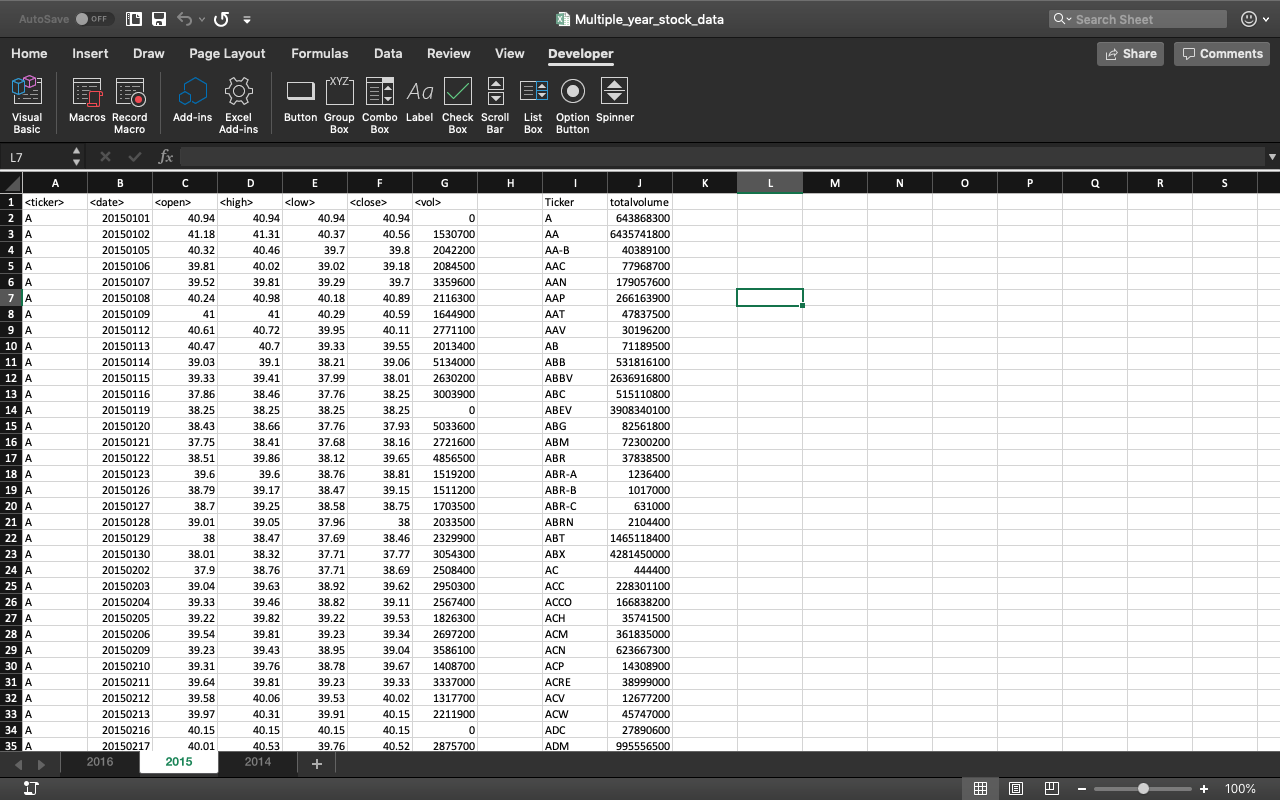 AutoSave OFF Multiple_year_stock_data Search Sheet
Home Insert Draw Page Layout Formulas Data Review View Developer Share Comments
Visual Basic Macros Record Macro Add-ins Excel Add-ins Button Group Box Combo Box Label Check Box Scroll Bar List Box Option Button Spinner
XYZ Aa
L7 fx
A B C D E F G H I J K L M N O P Q R S
1 <ticker> <date> <open> <high> <low> <close> <vol> Ticker totalvolume
2 A 20150101 40.94 40.94 40.94 40.94 0 A 643868300
3 A 20150102 41.18 41.31 40.37 40.56 1530700 AA 6435741800
4 A 20150105 40.32 40.46 39.7 39.8 2042200 AA-B 40389100
5 A 20150106 39.81 40.02 39.02 39.18 2084500 AAC 77968700
6 A 20150107 39.52 39.81 39.29 39.7 3359600 AAN 179057600
7 A 20150108 40.24 40.98 40.18 40.89 2116300 AAP 266163900
8 A 20150109 41 41 40.29 40.59 1644900 AAT 47837500
9 A 20150112 40.61 40.72 39.95 40.11 2771100 AAV 30196200
10 A 20150113 40.47 40.7 39.33 39.55 2013400 AB 71189500
11 A 20150114 39.03 39.1 38.21 39.06 5134000 ABB 531816100
12 A 20150115 39.33 39.41 37.99 38.01 2630200 ABBV 2636916800
13 A 20150116 37.86 38.46 37.76 38.25 3003900 ABC 515110800
14 A 20150119 38.25 38.25 38.25 38.25 0 ABEV 3908340100
15 A 20150120 38.43 38.66 37.76 37.93 5033600 ABG 82561800
16 A 20150121 37.75 38.41 37.68 38.16 2721600 ABM 72300200
17 A 20150122 38.51 39.86 38.12 39.65 4856500 ABR 37838500
18 A 20150123 39.6 39.6 38.76 38.81 1519200 ABR-A 1236400
19 A 20150126 38.79 39.17 38.47 39.15 1511200 ABR-B 1017000
20 A 20150127 38.7 39.25 38.58 38.75 1703500 ABR-C 631000
21 A 20150128 39.01 39.05 37.96 38 2033500 ABRN 2104400
22 A 20150129 38 38.47 37.69 38.46 2329900 ABT 1465118400
23 A 20150130 38.01 38.32 37.71 37.77 3054300 ABX 4281450000
24 A 20150202 37.9 38.76 37.71 38.69 2508400 AC 444400
25 A 20150203 39.04 39.63 38.92 39.62 2950300 ACC 228301100
26 A 20150204 39.33 39.46 38.82 39.11 2567400 ACCO 166838200
27 A 20150205 39.22 39.82 39.22 39.53 1826300 ACH 35741500
28 A 20150206 39.54 39.81 39.23 39.34 2697200 ACM 361835000
29 A 20150209 39.23 39.43 38.95 39.04 3586100 ACN 623667300
30 A 20150210 39.31 39.76 38.78 39.67 1408700 ACP 14308900
31 A 20150211 39.64 39.81 39.23 39.33 3337000 ACRE 38999000
32 A 20150212 39.58 40.06 39.53 40.02 1317700 ACV 12677200
33 A 20150213 39.97 40.31 39.91 40.15 2211900 ACW 45747000
34 A 20150216 40.15 40.15 40.15 40.15 0 ADC 27890600
35 A 20150217 40.01 40.53 39.76 40.52 2875700 ADM 995556500
2016 2015 2014 +
100%